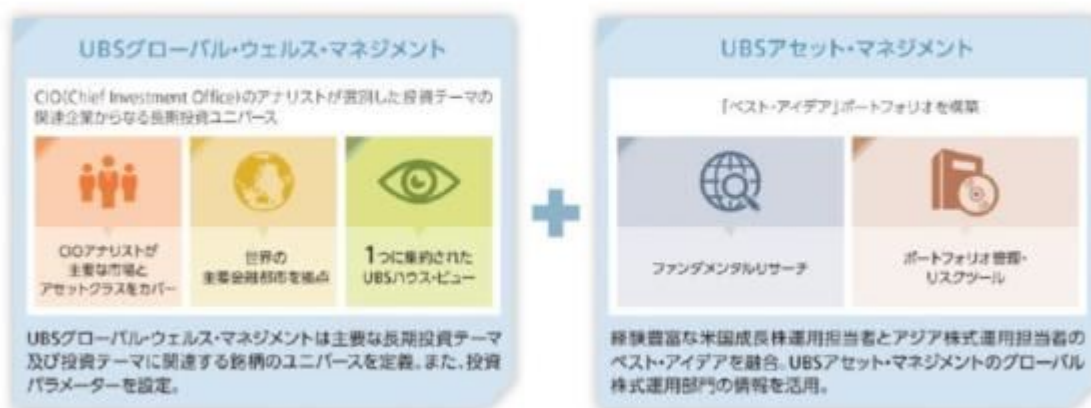 UBSグローバル・ウェルス・マネジメント
CIO(Chief Investment Office)のアナリストが選別した投資テーマの
関連企業からなる長期投資ユニバース
CIOアナリストが
主要な市場と
アセットクラスをカバー
世界の
主要金融都市を拠点
1つに集約された
UBSハウス・ビュー
UBSグローバル・ウェルス・マネジメントは主要な長期投資テーマ
及び投資テーマに関連する銘柄のユニバースを定義。また、投資
パラメーターを設定。
UBSアセット・マネジメント
「ベスト・アイデア」ポートフォリオを構築
ファンダメンタルリサーチ
ポートフォリオ管理・
リスクツール
経験豊富な米国成長株運用担当者とアジア株式運用担当者の
ベスト・アイデアを融合。UBSアセット・マネジメントのグローバル
株式運用部門の情報を活用。